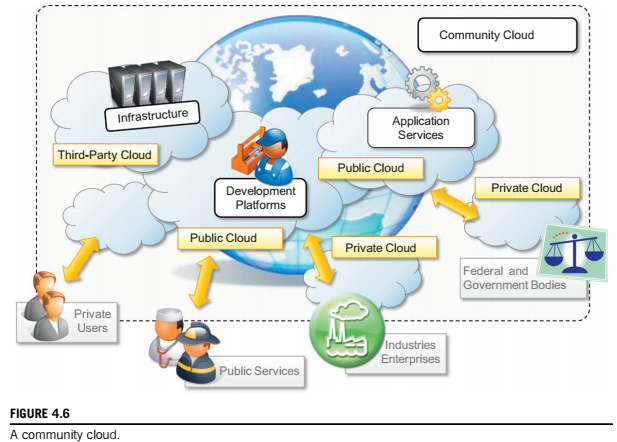 Community Cloud
Infrastructure
Application
Services
Third-Party Cloud
Public Cloud
Development
Platforms
Private Cloud
Public Cloud
Private Cloud
Federal and
Government Bodies
Private
Users
Public Services
Industries
Enterprises
FIGURE 4.6
A community cloud.